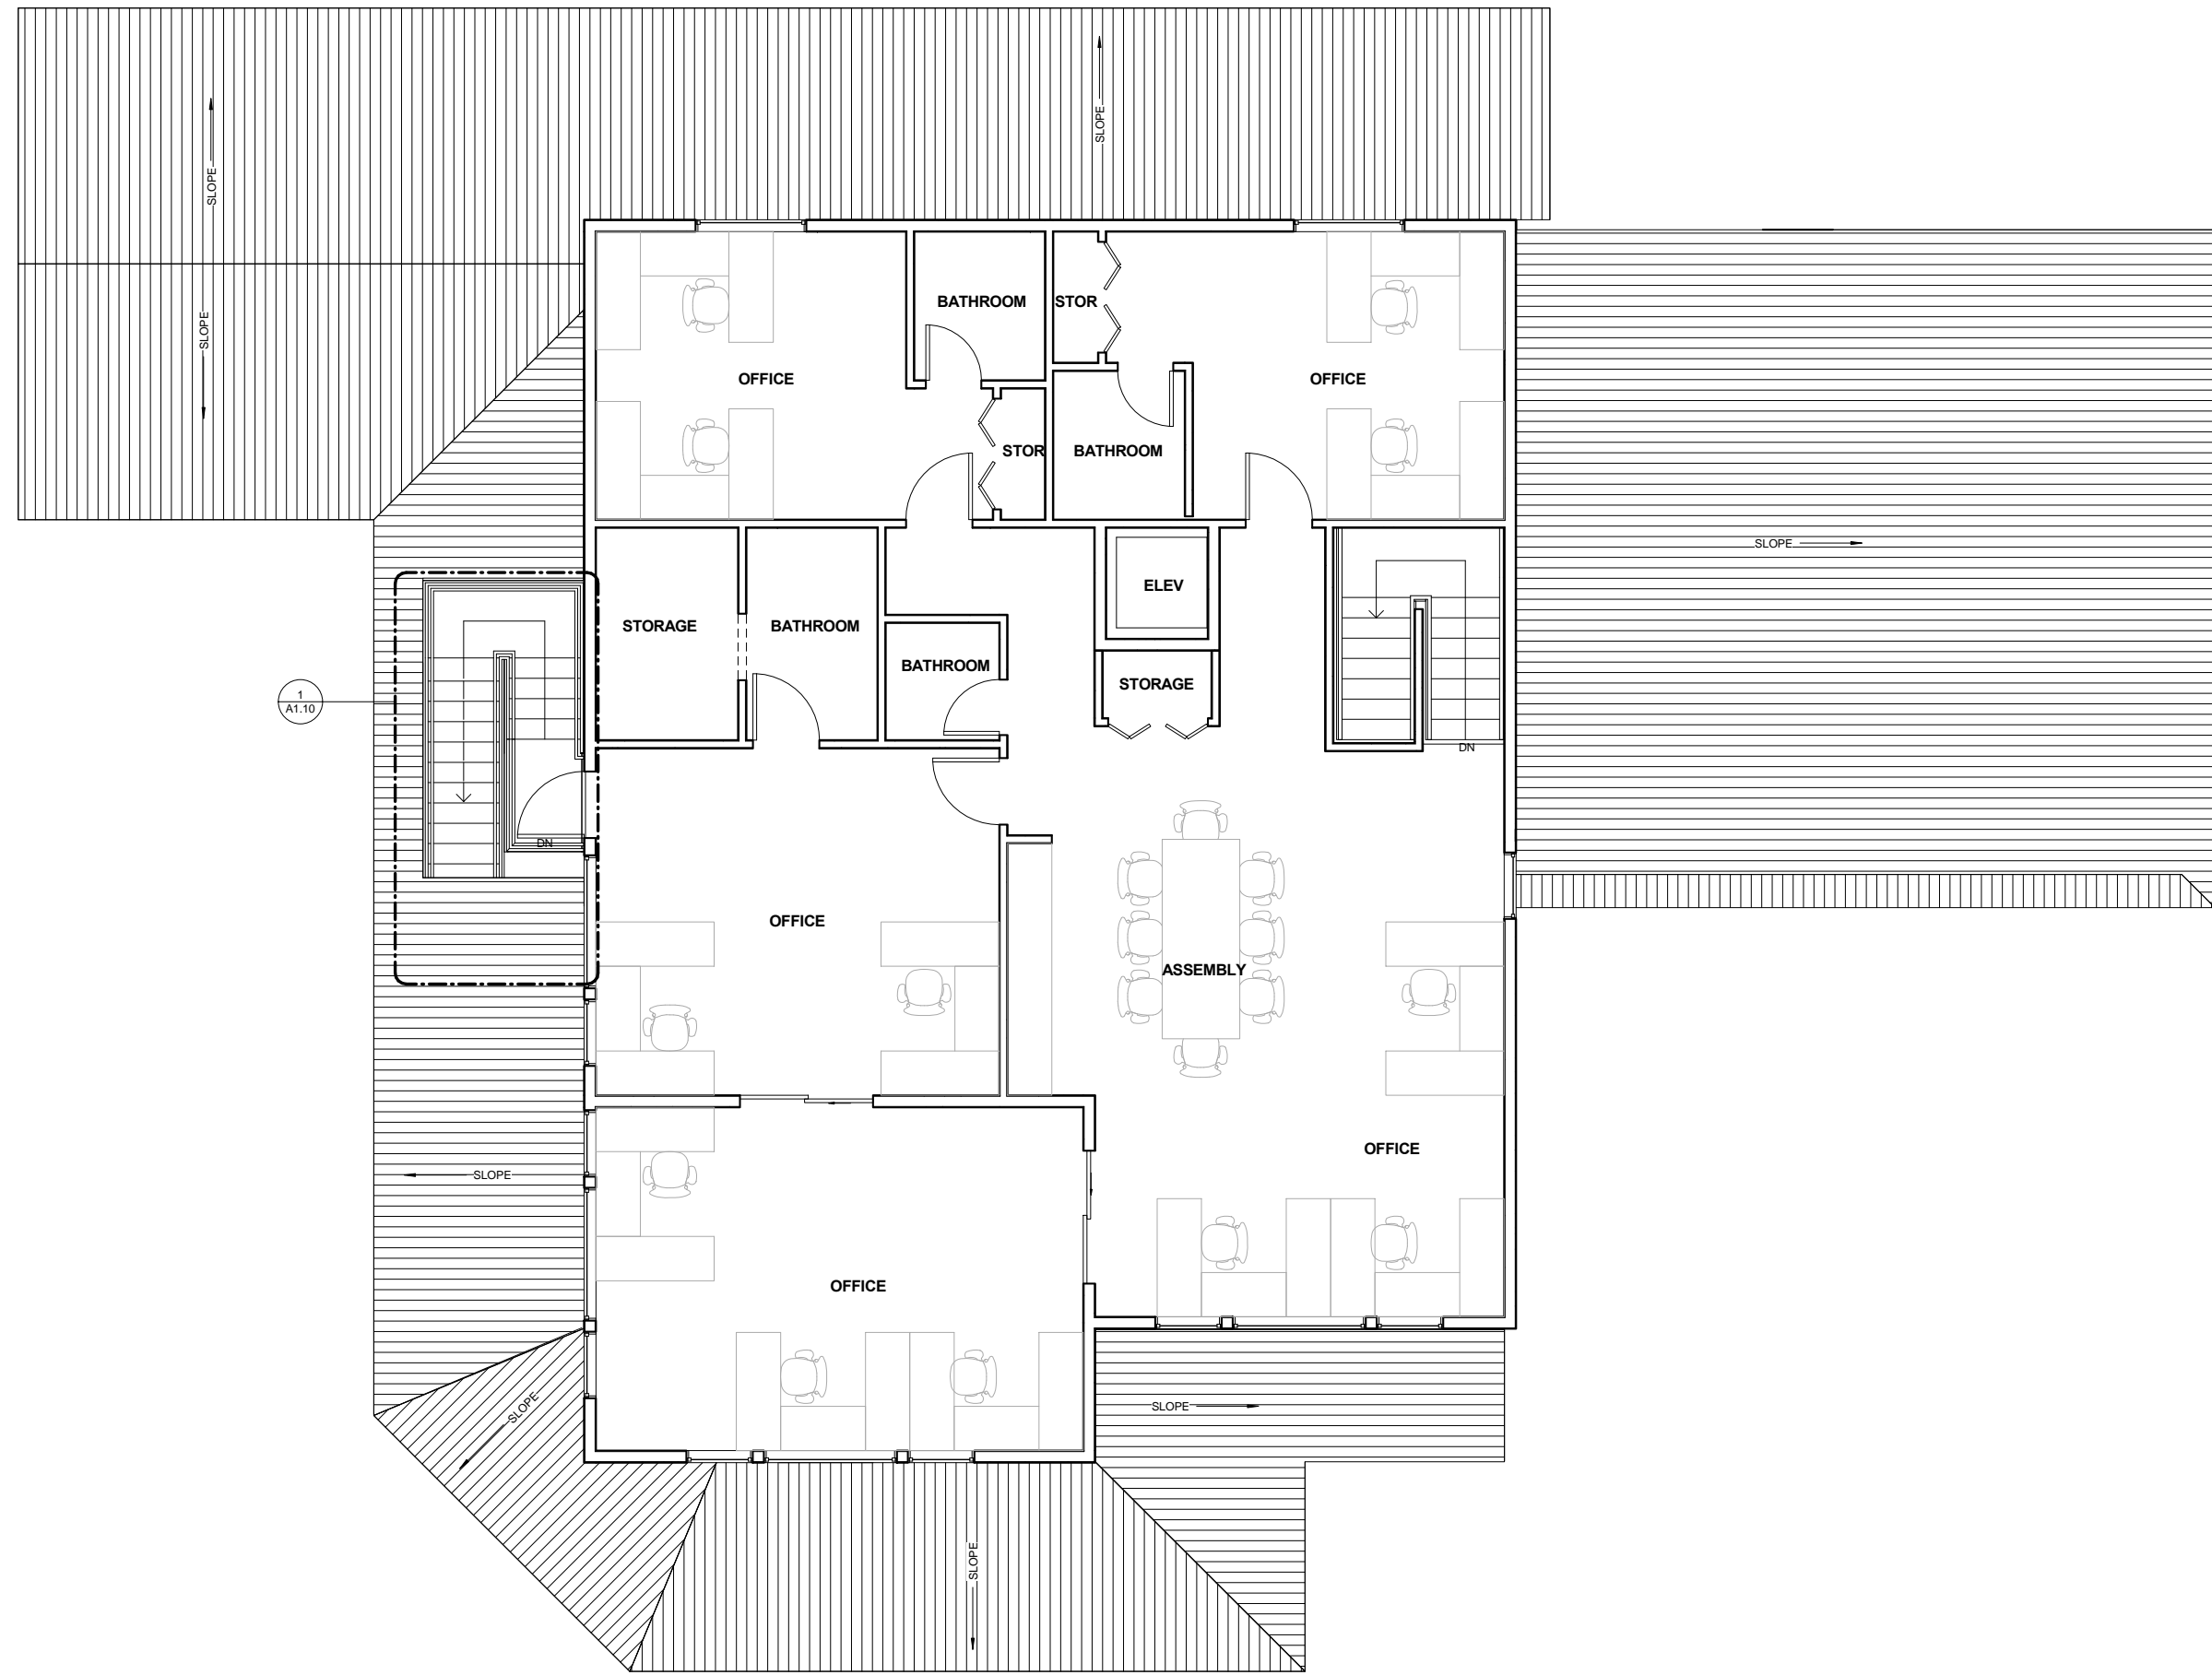 SLOPE
SLOPE
BATHROOM
STOR
SLOPE
OFFICE
OFFICE
STOR
BATHROOM
SLOPE
ELEV
STORAGE
BATHROOM
BATHROOM
STORAGE
1
A1.10
DN
DN
OFFICE
ASSEMBLY
OFFICE
SLOPE
OFFICE
SLOPE
SLOPE
SLOPE